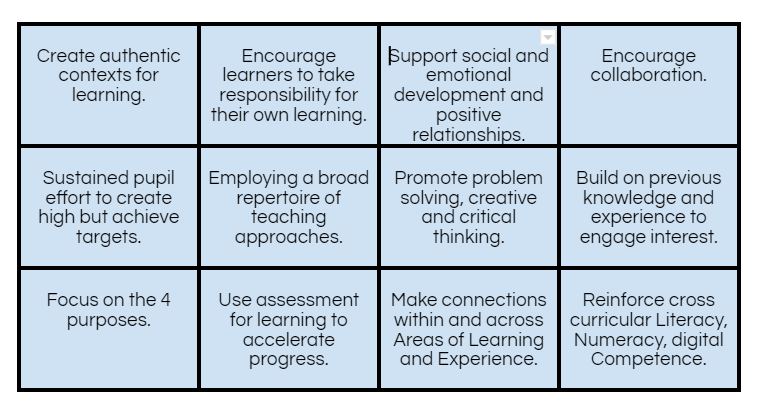 Create authentic
contexts for
learning.
Encourage
learners to take
responsibility for
their own learning.
Support social and
emotional
development and
positive
relationships.
Encourage
collaboration.
Sustained pupil
effort to create
high but achieve
targets.
Employing a broad
repertoire of
teaching
approaches.
Promote problem
solving, creative
and critical
thinking.
Build on previous
knowledge and
experience to
engage interest.
Focus on the 4
purposes.
Use assessment
for learning to
accelerate
progress.
Make connections
within and across
Areas of Learning
and Experience.
Reinforce cross
curricular Literacy,
Numeracy, digital
Competence.